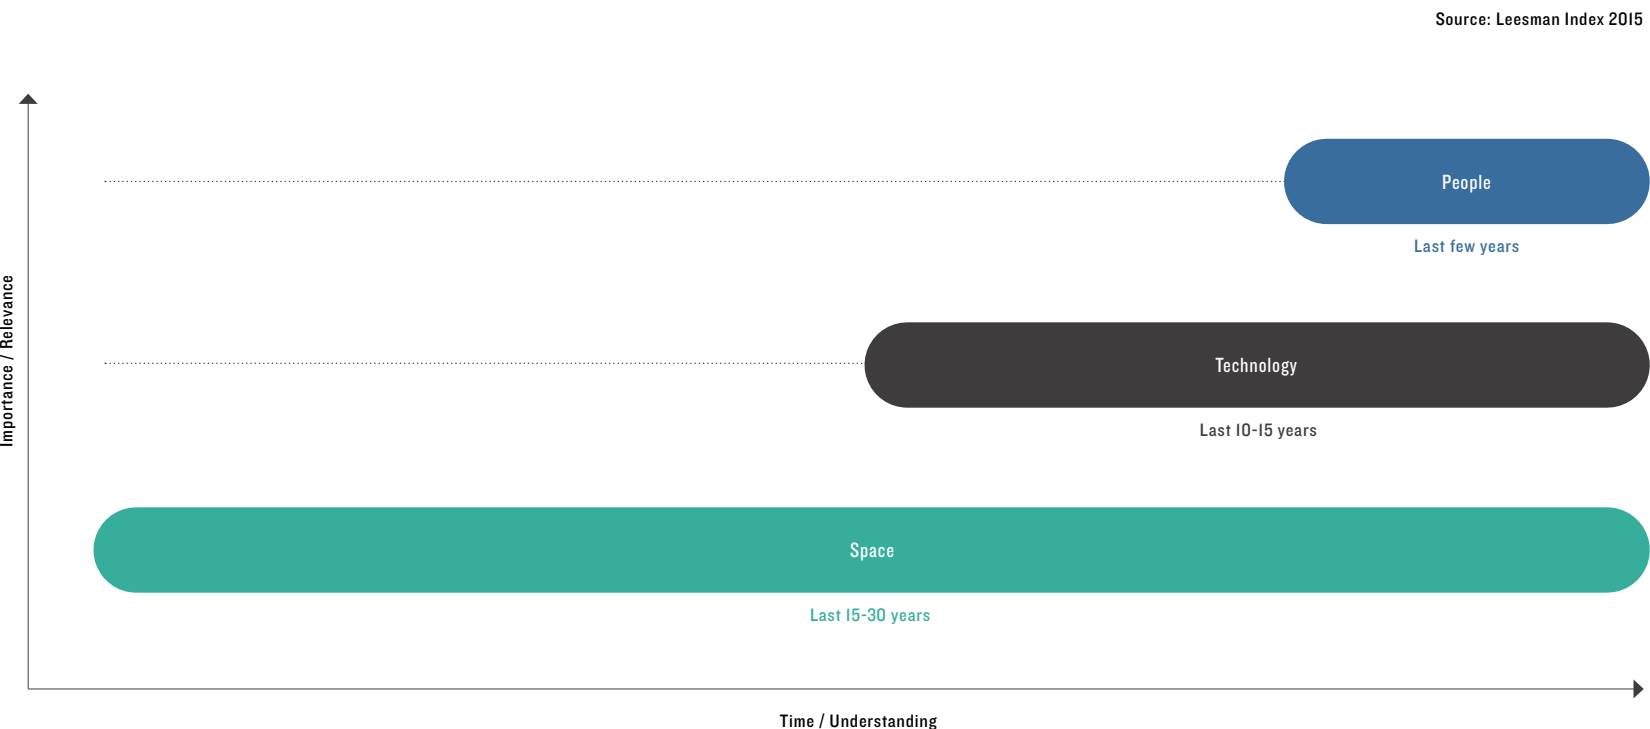 Source: Leesman Index 2015
Importance / Relevance
People
Last few years
Technology
Last 10-15 years
Space
Last 15-30 years
Time / Understanding